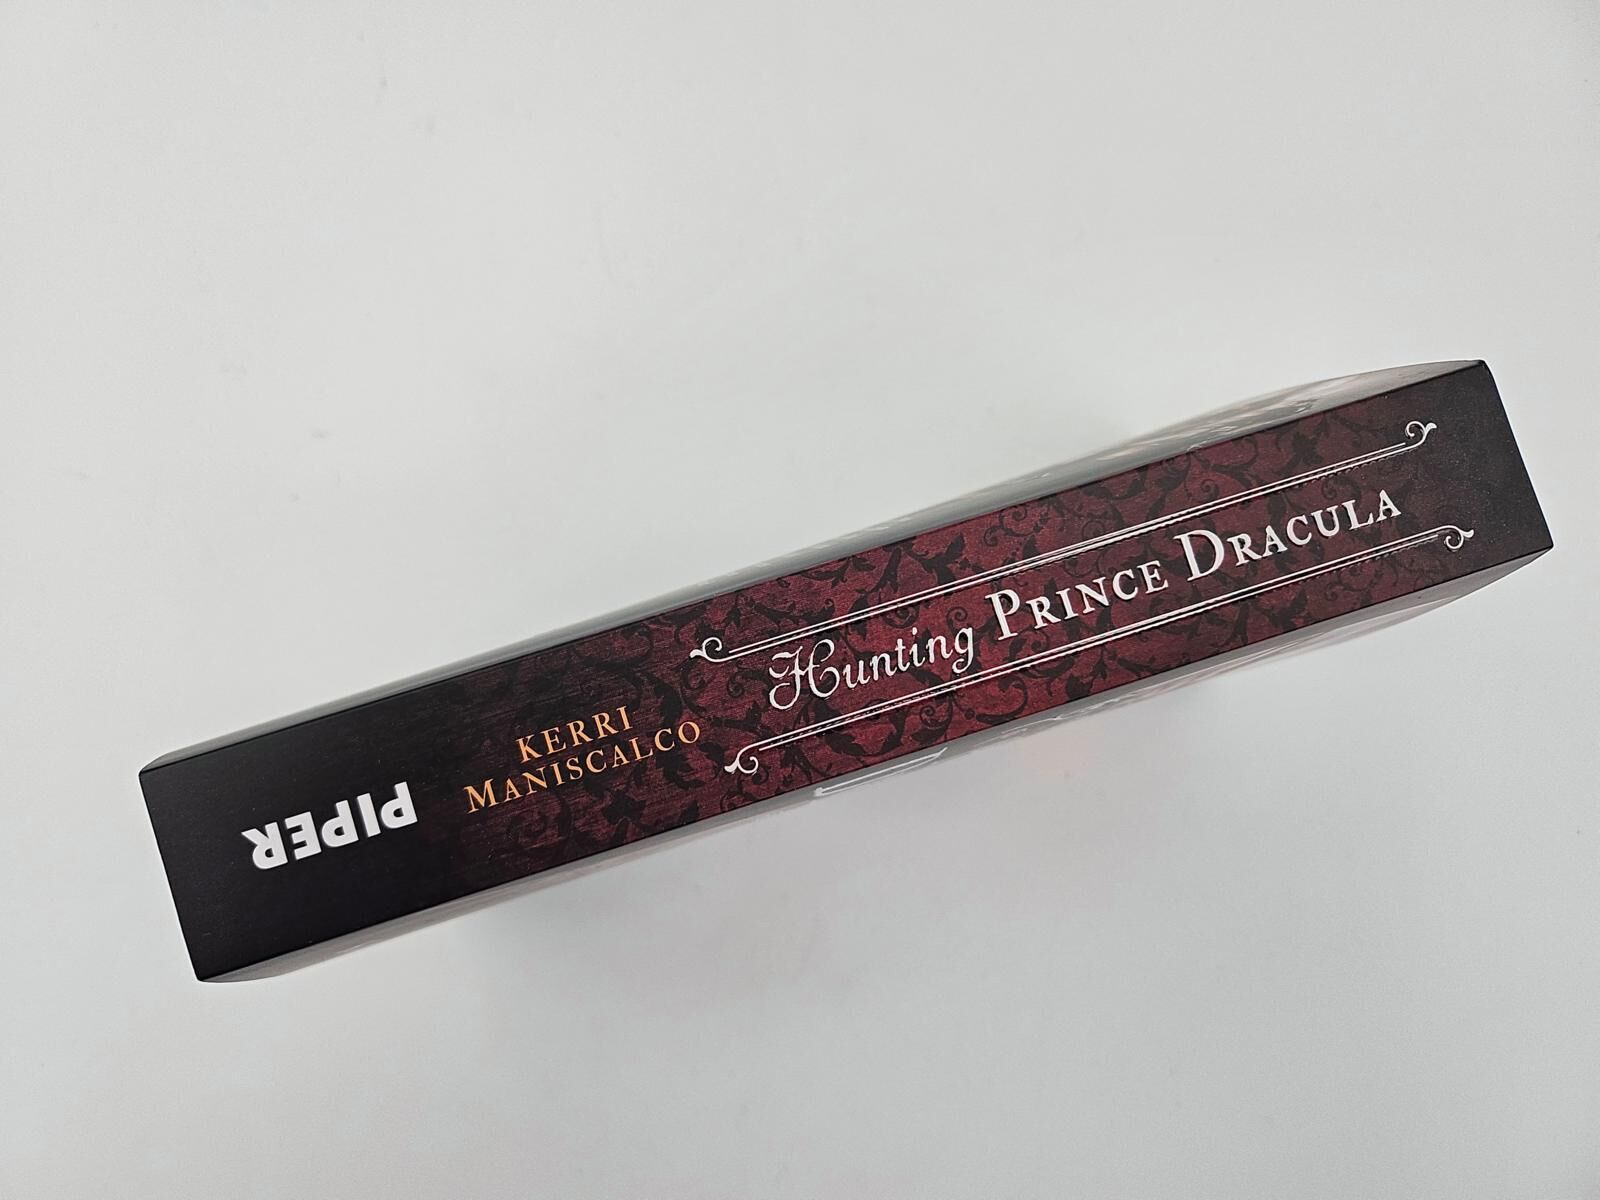 PIPER
KERRI
MANISCALCO
Hunting PRINCE DRACULA